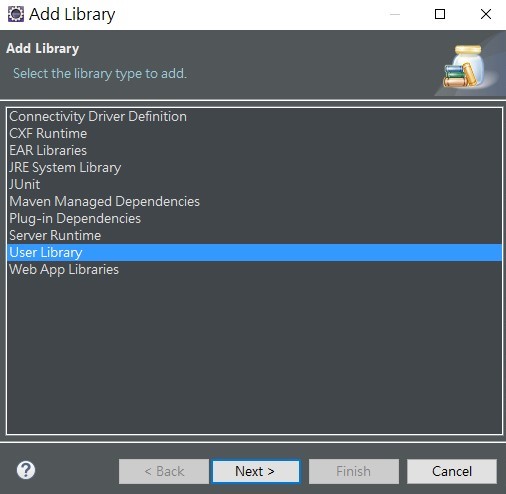 Add Library
Add Library
Select the library type to add.
Connectivity Driver Definition
CXF Runtime
EAR Libraries
JRE System Library
JUnit
Maven Managed Dependencies
Plug-in Dependencies
Server Runtime
User Library
Web App Libraries
? < Back Next > Finish Cancel